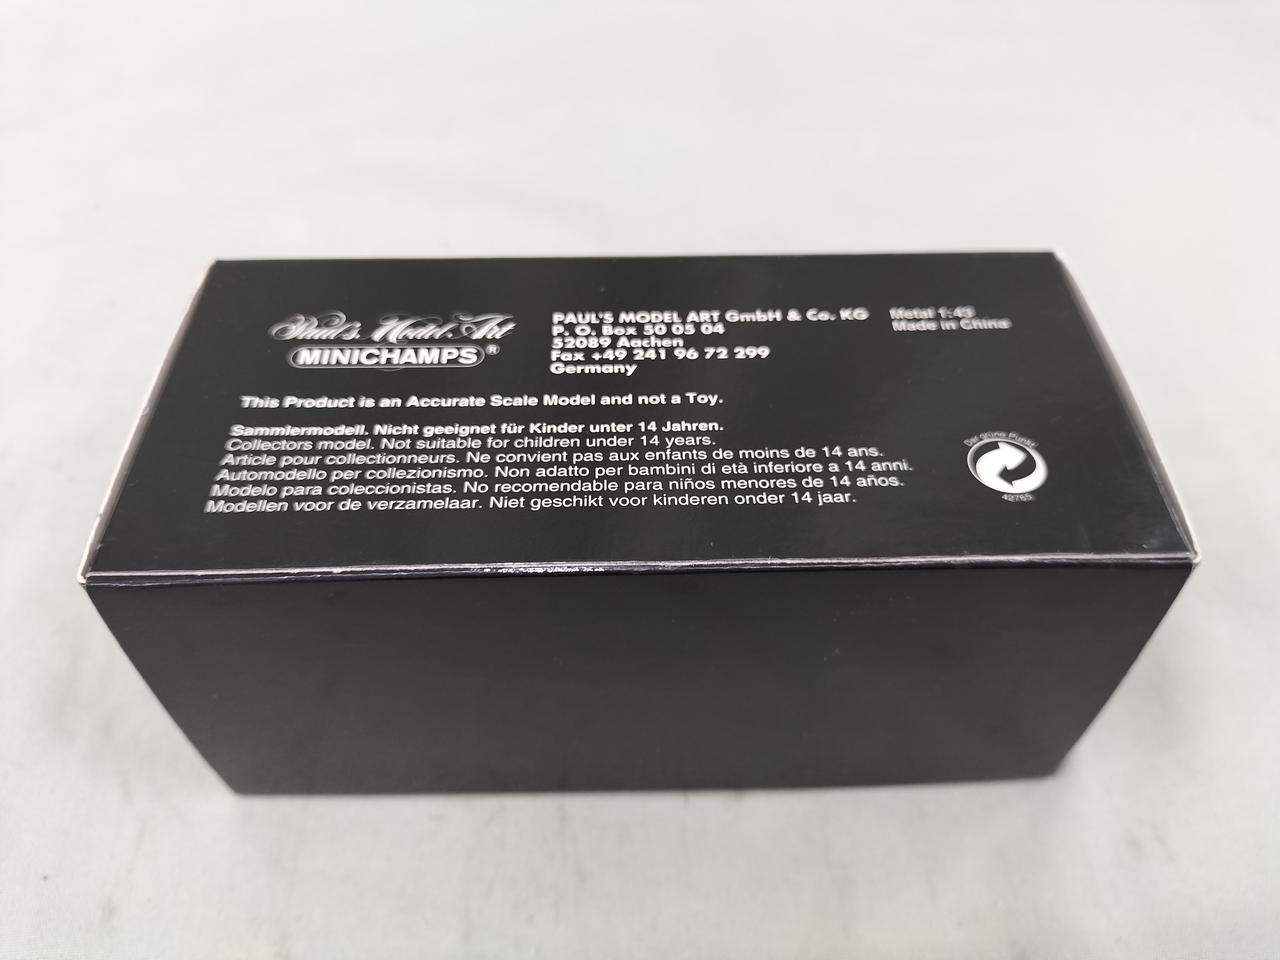 Paul's Model Art
MINICHAMPS®
PAUL'S MODEL ART GmbH & Co. KG
P. O. Box 50 05 04
52089 Aachen
Fax +49 241 96 72 299
Germany
Metal 1:43
Made in China
This Product is an Accurate Scale Model and not a Toy.
Sammlermodell. Nicht geeignet für Kinder unter 14 Jahren.
Collectors model. Not suitable for children under 14 years.
Article pour collectionneurs. Ne convient pas aux enfants de moins de 14 ans.
Automodello per collezionismo. Non adatto per bambini di età inferiore a 14 anni.
Modelo para coleccionistas. No recomendable para niños menores de 14 años.
Modellen voor de verzamelaar. Niet geschikt voor kinderen onder 14 jaar.
Der grüne Punkt
42765